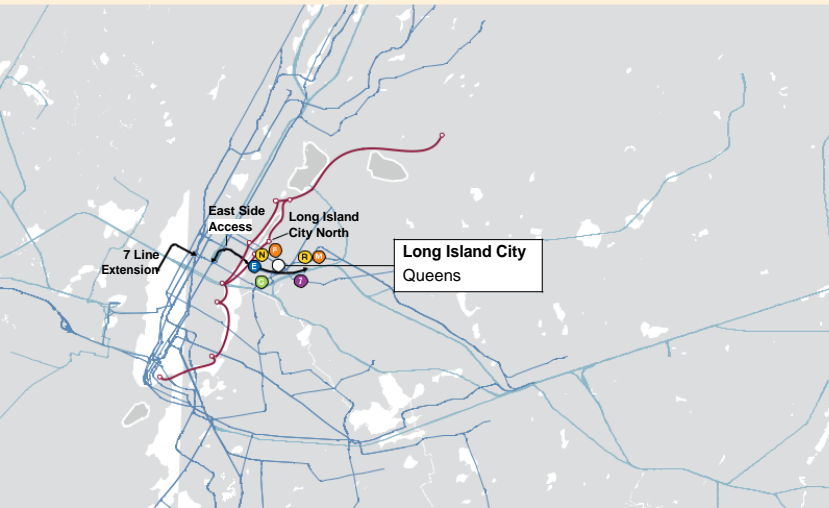 East Side
Access
Long Island
City North
7 Line
Extension
N
F
R
M
E
G
7
Long Island City
Queens